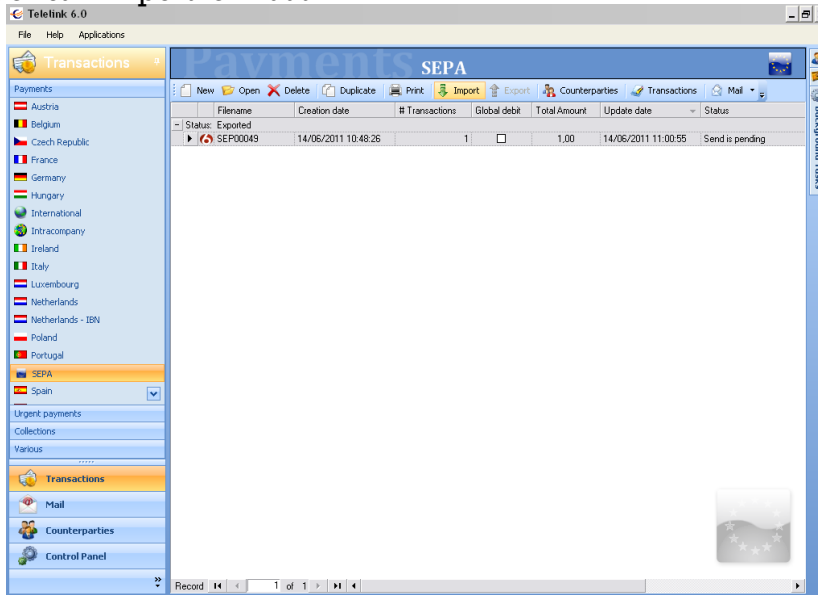 Telelink 6.0
File Help Applications
Transactions
Payments SEPA
Payments
New Open Delete Duplicate Print Import Export Counterparties Transactions Mail
Filename Creation date # Transactions Global debit Total Amount Update date Status
Status: Exported
SEP00049 14/06/2011 10:48:26 1 1,00 14/06/2011 11:00:55 Send is pending
Austria
Belgium
Czech Republic
France
Germany
Hungary
International
Intracompany
Ireland
Italy
Luxembourg
Netherlands
Netherlands - IBN
Poland
Portugal
SEPA
Spain
Urgent payments
Collections
Various
Transactions
Mail
Counterparties
Control Panel
Record 1 of 1
Background Tasks